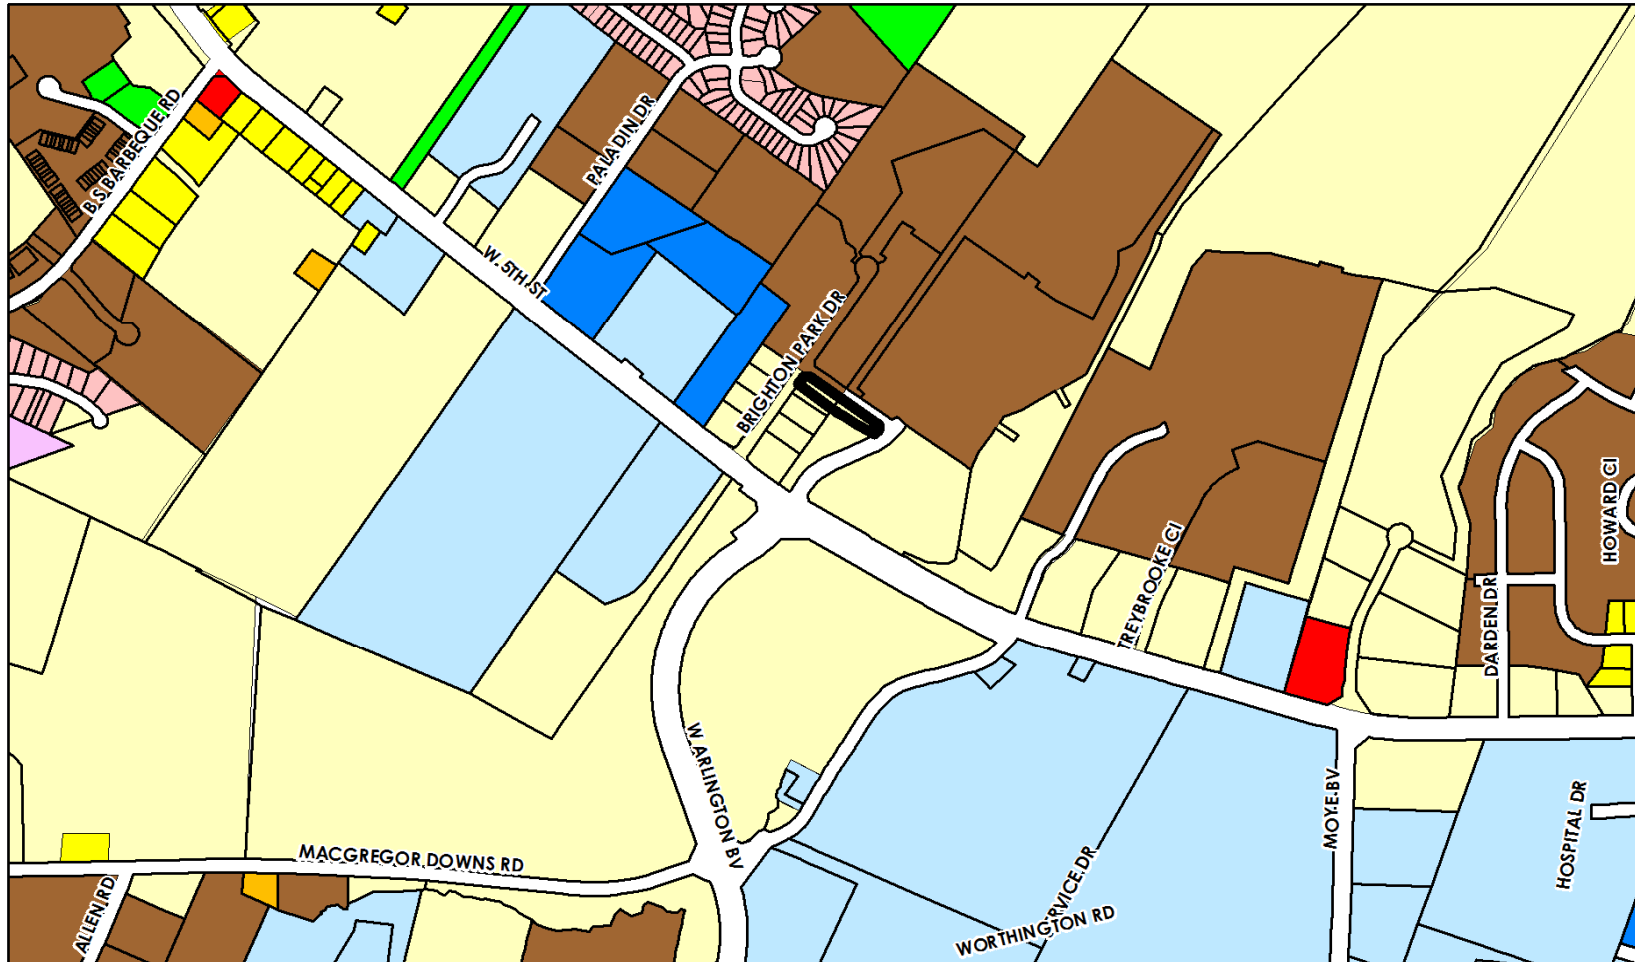 B S BARBEQUE RD
PALADIN DR
W 5TH ST
BRIGHTON PARK DR
TREYBROOKE CI
HOWARD CI
DARDEN DR
W ARLINGTON BV
MOYE BV
HOSPITAL DR
MACGREGOR DOWNS RD
ALLEN RD
RVICE DR
WORTHINGTON RD